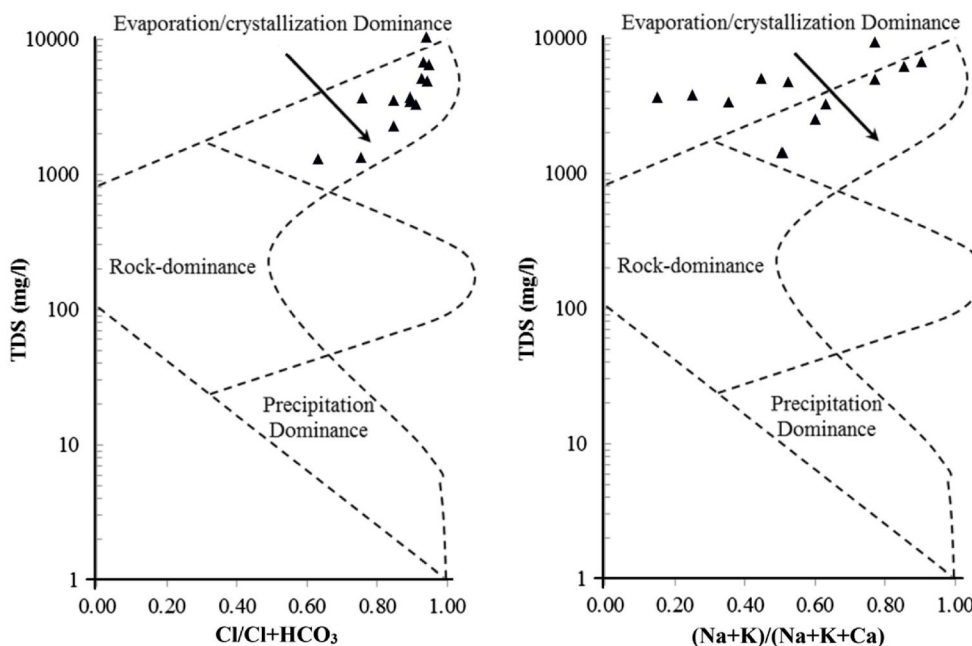 Evaporation/crystallization Dominance
10000
1000
Rock-dominance
100
Precipitation
Dominance
10
1
0.00 0.20 0.40 0.60 0.80 1.00
Cl/Cl+HCO₃
TDS (mg/l)
Evaporation/crystallization Dominance
10000
1000
Rock-dominance
100
Precipitation
Dominance
10
1
0.00 0.20 0.40 0.60 0.80 1.00
(Na+K)/(Na+K+Ca)
TDS (mg/l)